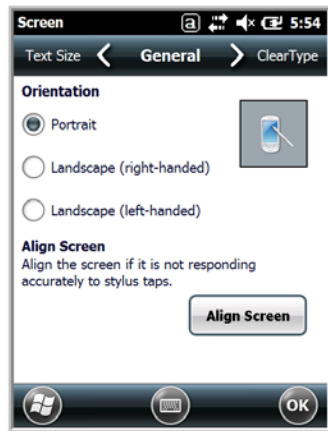 Screen a 5:54
Text Size General ClearType
Orientation
Portrait
Landscape (right-handed)
Landscape (left-handed)
Align Screen
Align the screen if it is not responding
accurately to stylus taps.
Align Screen
OK